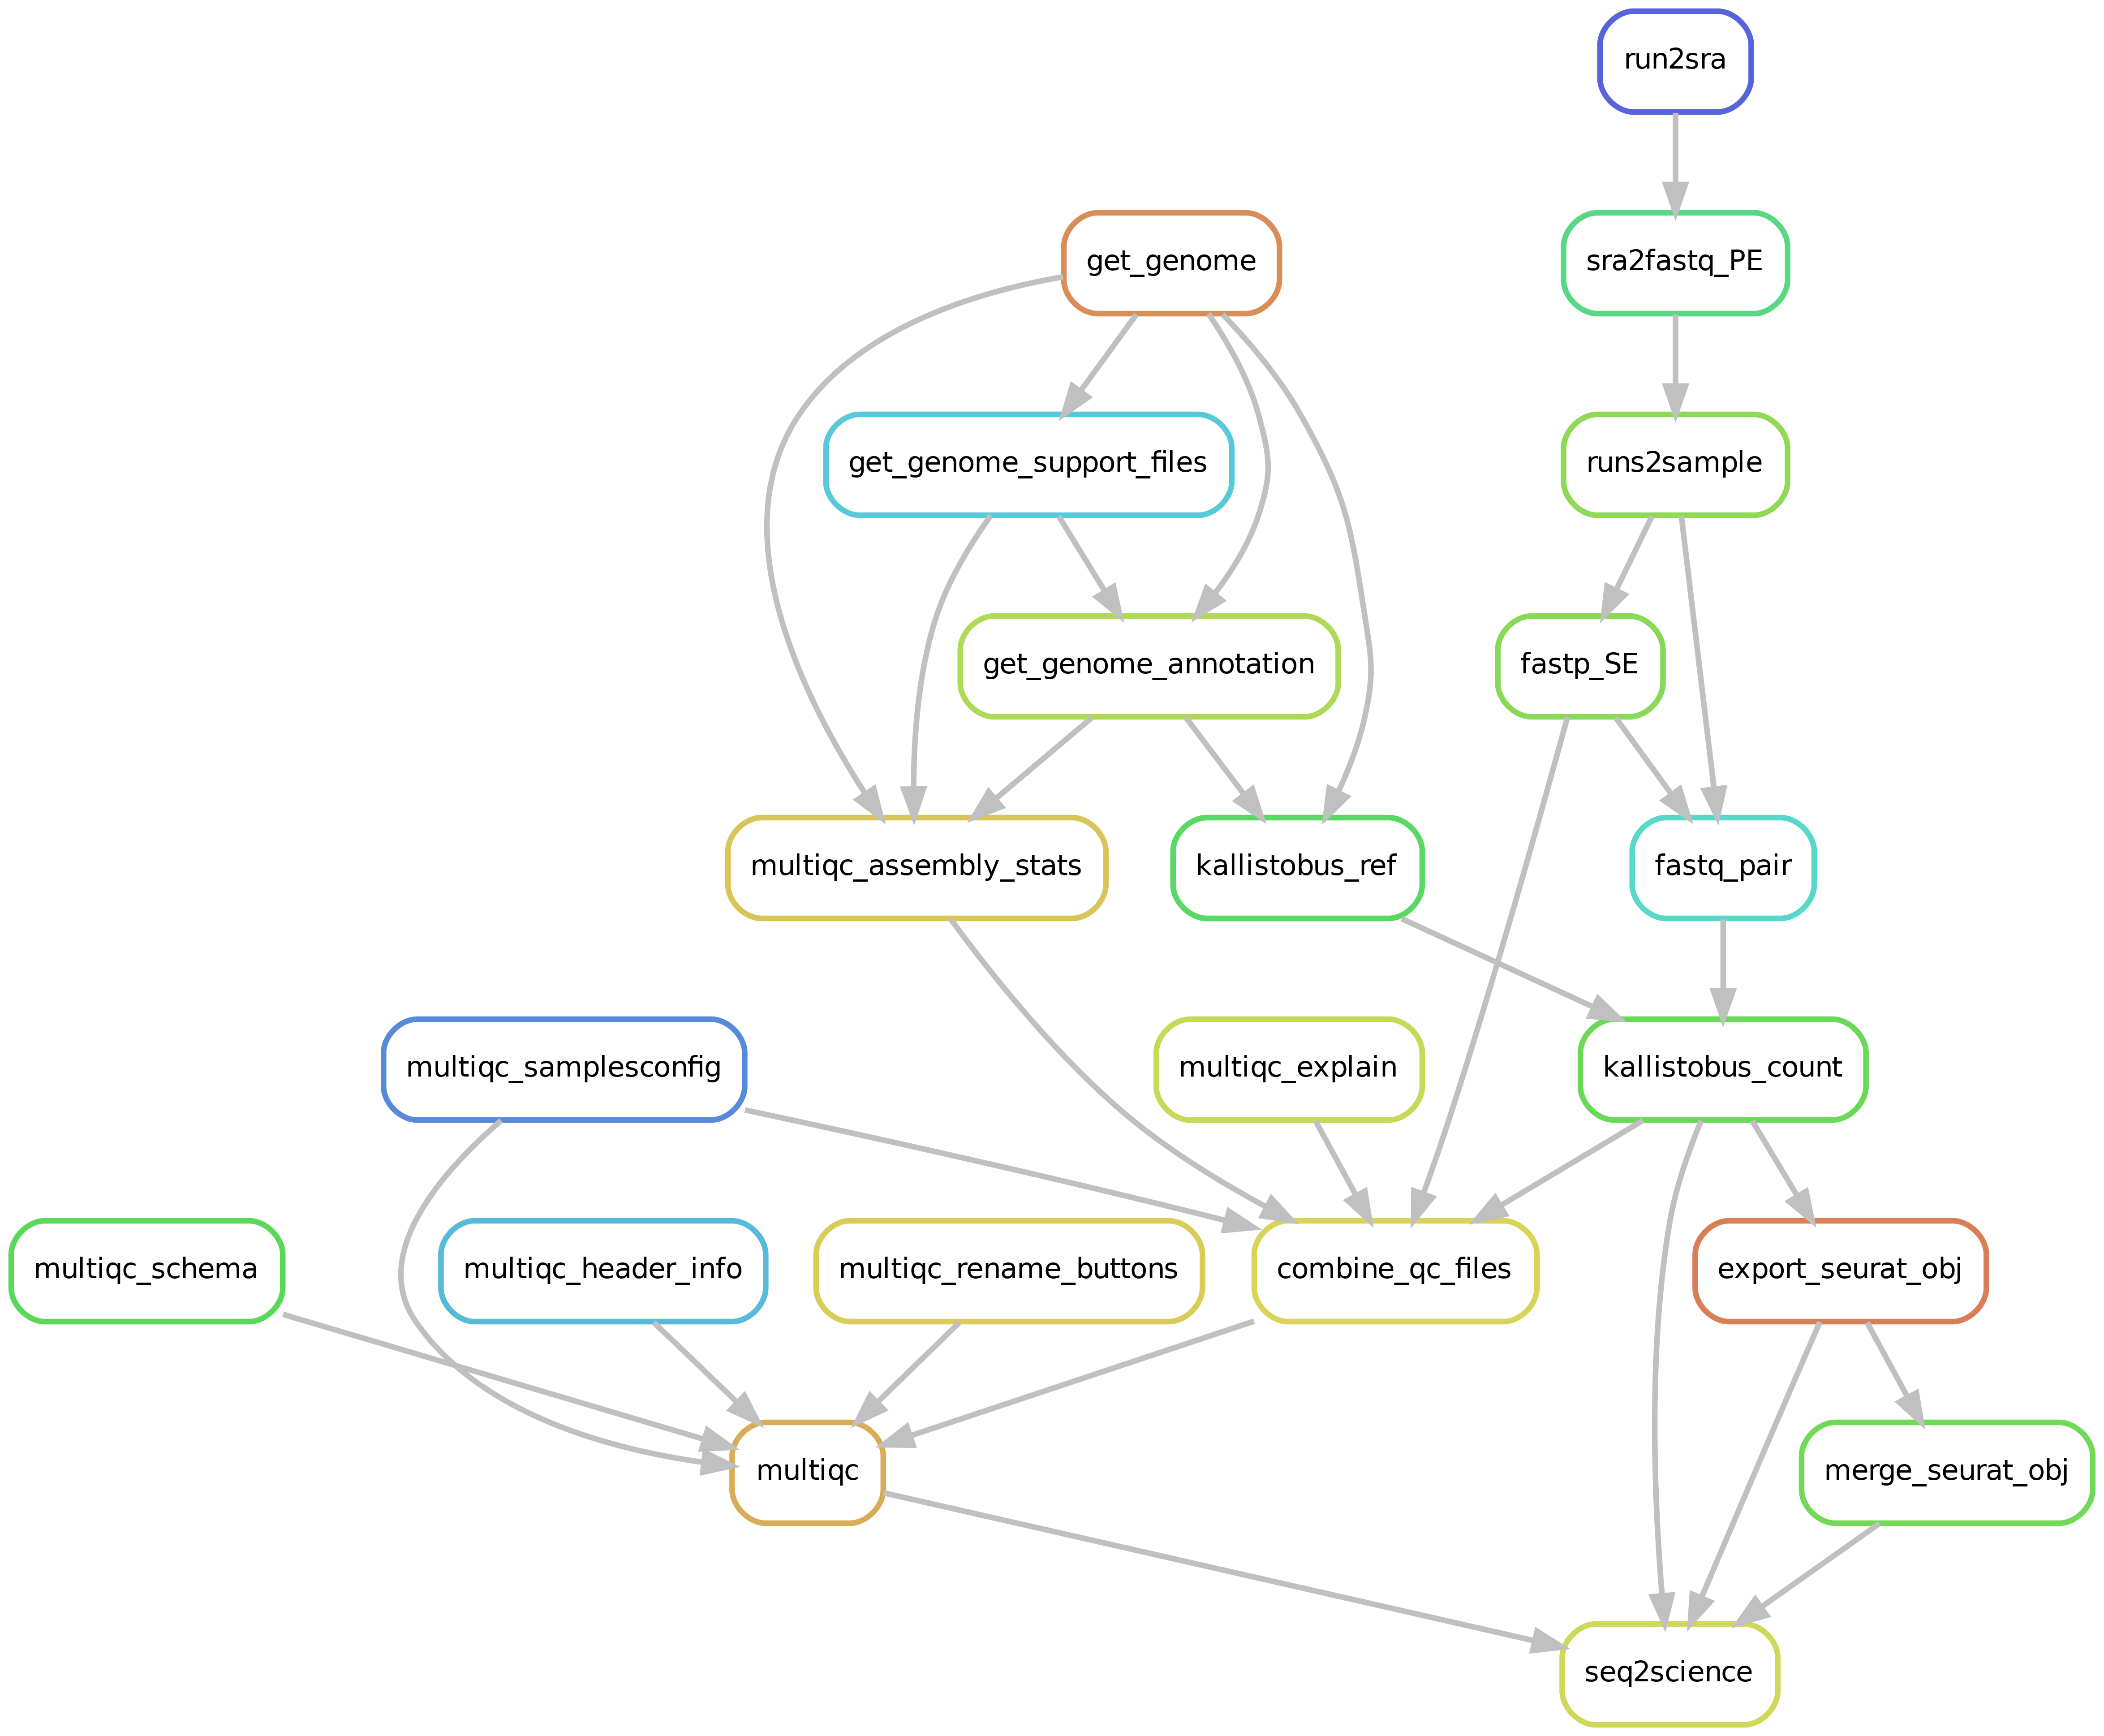 run2sra
get_genome
sra2fastq_PE
get_genome_support_files
runs2sample
get_genome_annotation
fastp_SE
multiqc_assembly_stats
kallistobus_ref
fastq_pair
multiqc_samplesconfig
multiqc_explain
kallistobus_count
multiqc_schema
multiqc_header_info
multiqc_rename_buttons
combine_qc_files
export_seurat_obj
multiqc
merge_seurat_obj
seq2science